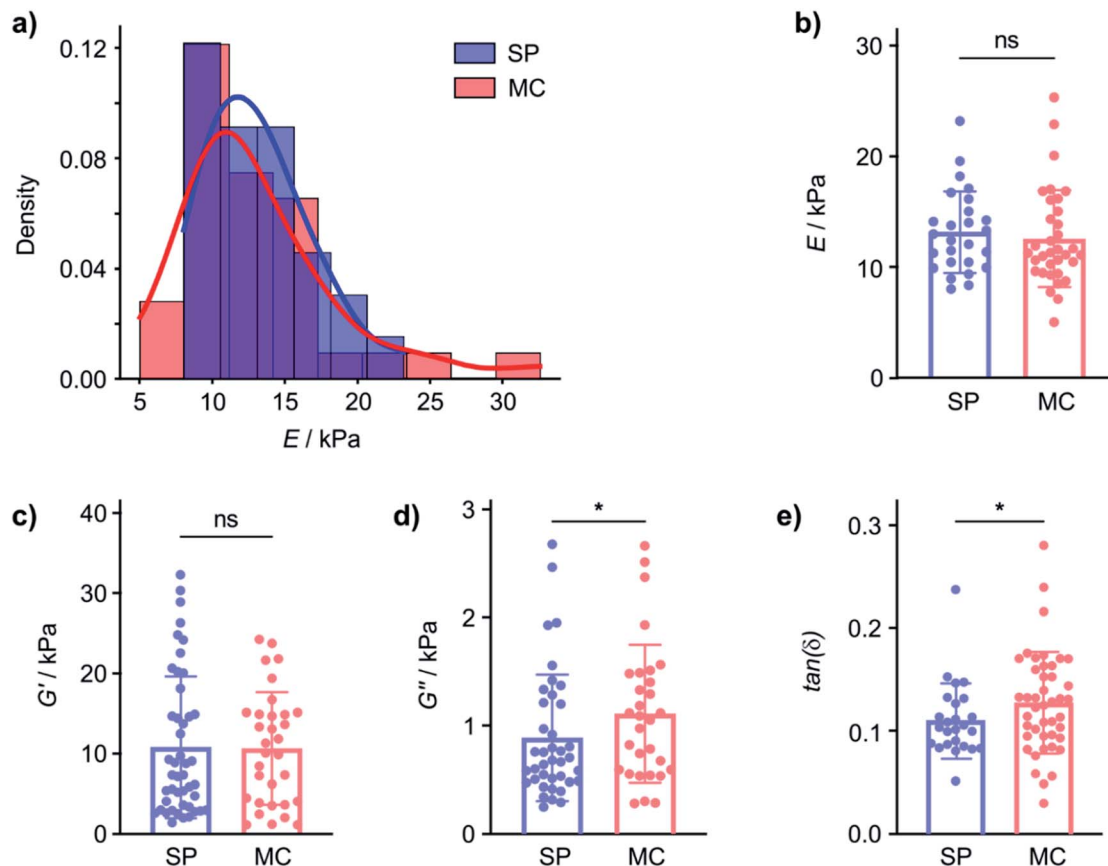 a)
0.12
0.08
0.04
0.00
Density
5 10 15 20 25 30
E / kPa
SP
MC
b)
ns
30
20
10
0
E / kPa
SP MC
c)
ns
40
30
20
10
0
G' / kPa
SP MC
d)
*
3
2
1
0
G'' / kPa
SP MC
e)
*
0.3
0.2
0.1
0.0
tan(δ)
SP MC